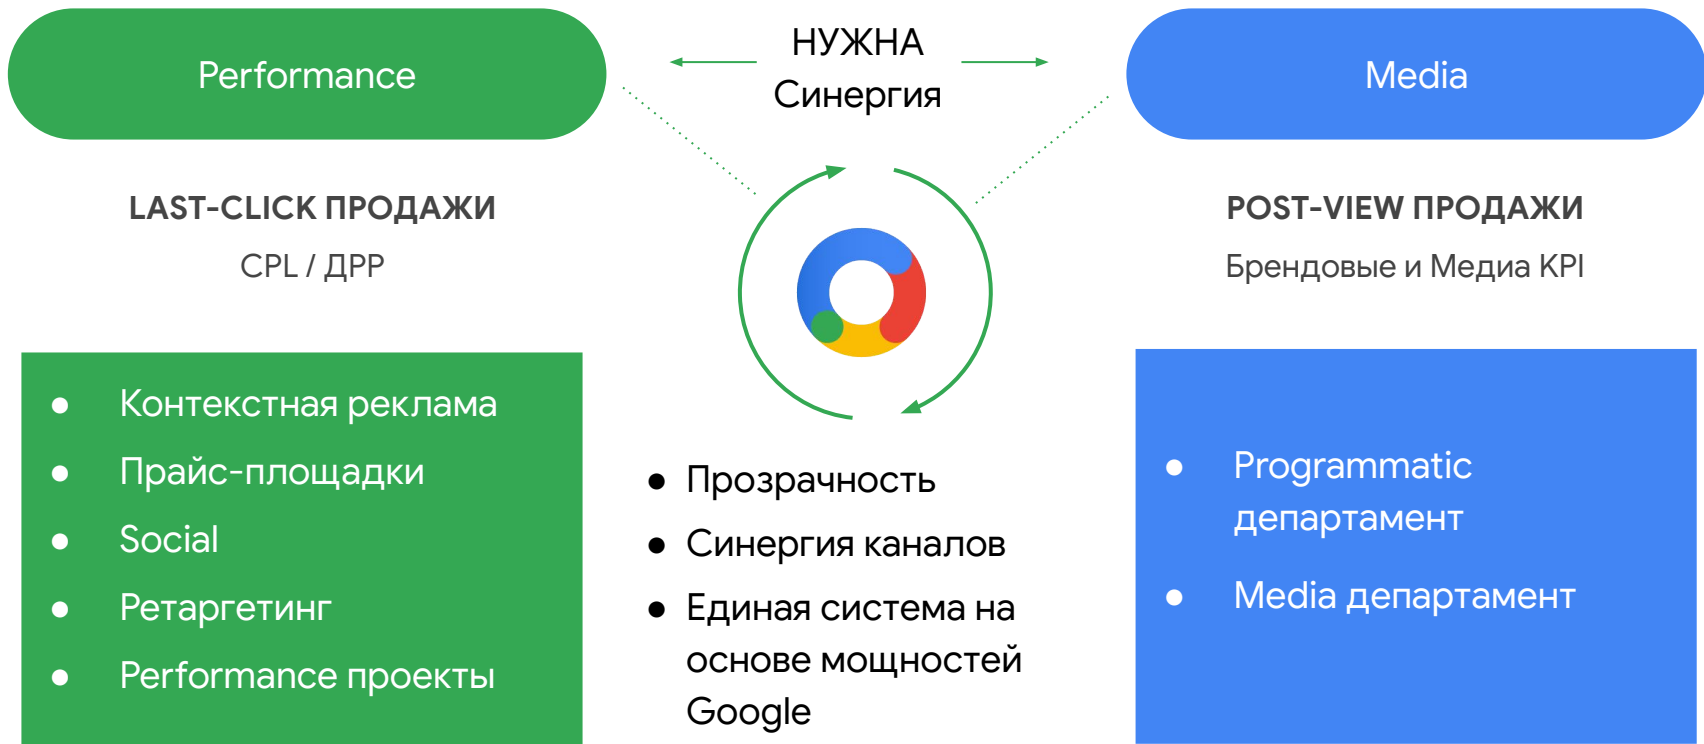 Performance
НУЖНА
Синергия
Media
LAST-CLICK ПРОДАЖИ
CPL / ДРР
POST-VIEW ПРОДАЖИ
Брендовые и Медиа KPI
● Контекстная реклама
● Прайс-площадки
● Social
● Ретаргетинг
● Performance проекты
● Прозрачность
● Синергия каналов
● Единая система на
основе мощностей
Google
● Programmatic
департамент
● Media департамент